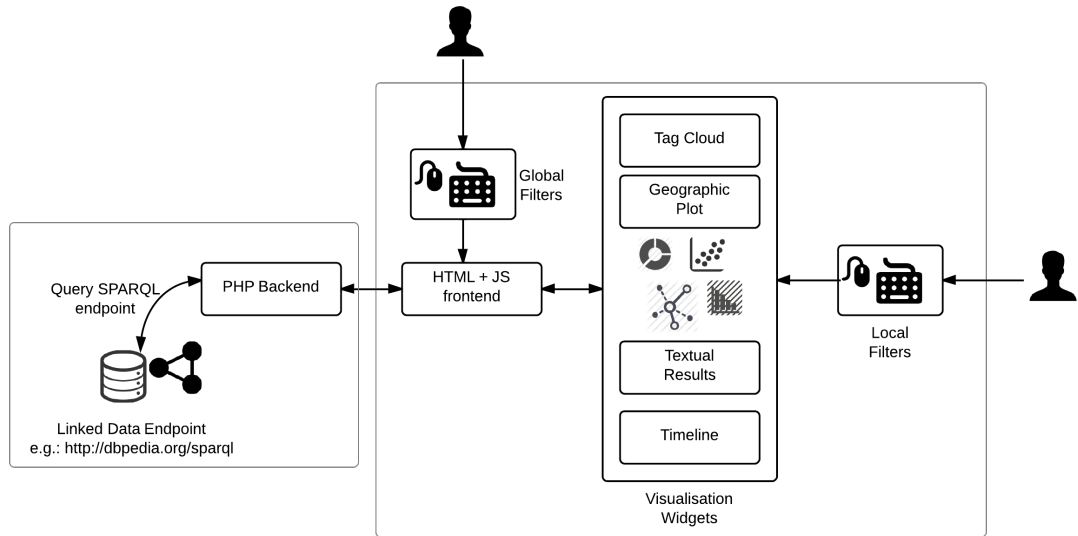 Tag Cloud
Geographic
Plot
Global
Filters
HTML + JS
frontend
PHP Backend
Query SPARQL
endpoint
Linked Data Endpoint
e.g.: http://dbpedia.org/sparql
Textual
Results
Timeline
Visualisation
Widgets
Local
Filters